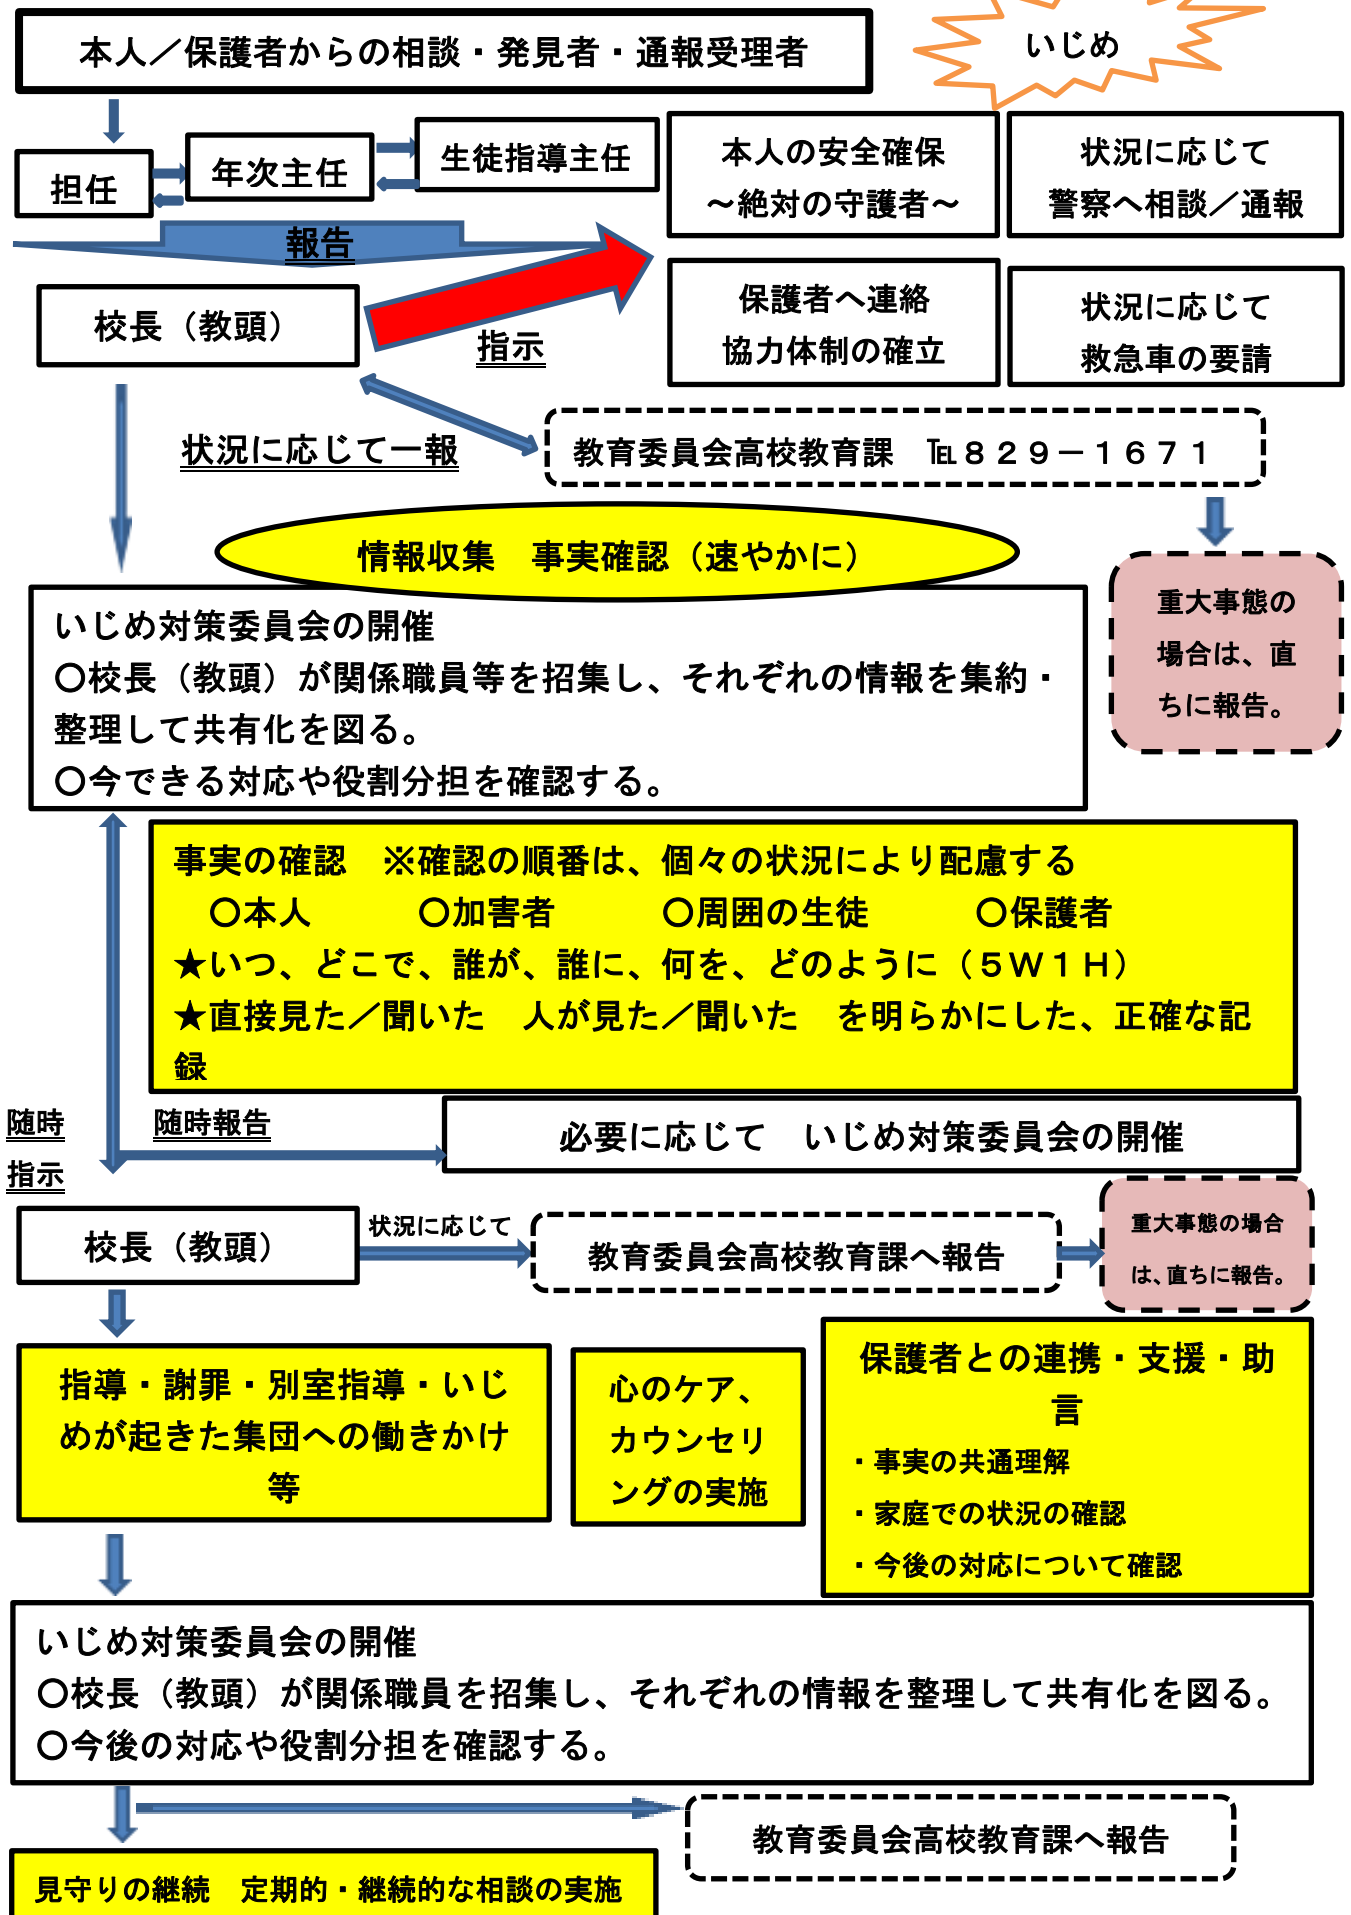 いじめ
本人／保護者からの相談・発見者・通報受理者
担任
年次主任
生徒指導主任
本人の安全確保
～絶対の守護者～
状況に応じて
警察へ相談／通報
報告
校長（教頭）
指示
保護者へ連絡
協力体制の確立
状況に応じて
救急車の要請
状況に応じて一報
教育委員会高校教育課　℡８２９－１６７１
情報収集　事実確認（速やかに）
重大事態の
場合は、直
ちに報告。
いじめ対策委員会の開催
〇校長（教頭）が関係職員等を招集し、それぞれの情報を集約・
整理して共有化を図る。
〇今できる対応や役割分担を確認する。
事実の確認　※確認の順番は、個々の状況により配慮する
〇本人　〇加害者　〇周囲の生徒　〇保護者
★いつ、どこで、誰が、誰に、何を、どのように（５Ｗ１Ｈ）
★直接見た／聞いた　人が見た／聞いた　を明らかにした、正確な記
録
随時
指示
随時報告
必要に応じて　いじめ対策委員会の開催
校長（教頭）
状況に応じて
教育委員会高校教育課へ報告
重大事態の場合
は、直ちに報告。
指導・謝罪・別室指導・いじ
めが起きた集団への働きかけ
等
心のケア、
カウンセリ
ングの実施
保護者との連携・支援・助
言
・事実の共通理解
・家庭での状況の確認
・今後の対応について確認
いじめ対策委員会の開催
〇校長（教頭）が関係職員を招集し、それぞれの情報を整理して共有化を図る。
〇今後の対応や役割分担を確認する。
教育委員会高校教育課へ報告
見守りの継続　定期的・継続的な相談の実施